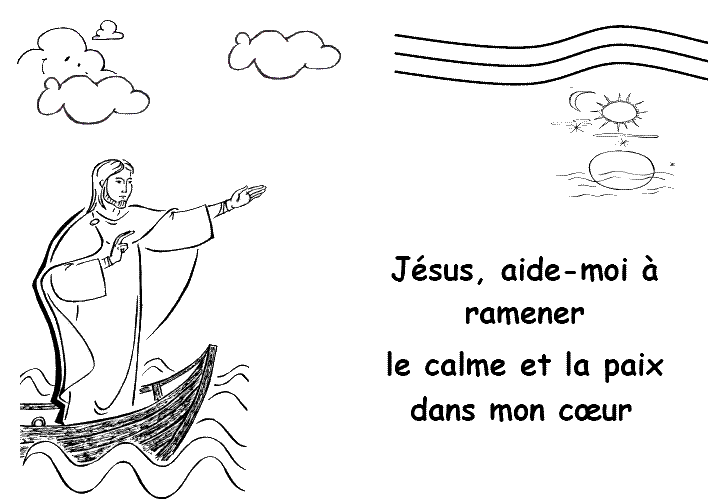 Jésus, aide-moi à
ramener
le calme et la paix
dans mon cœur